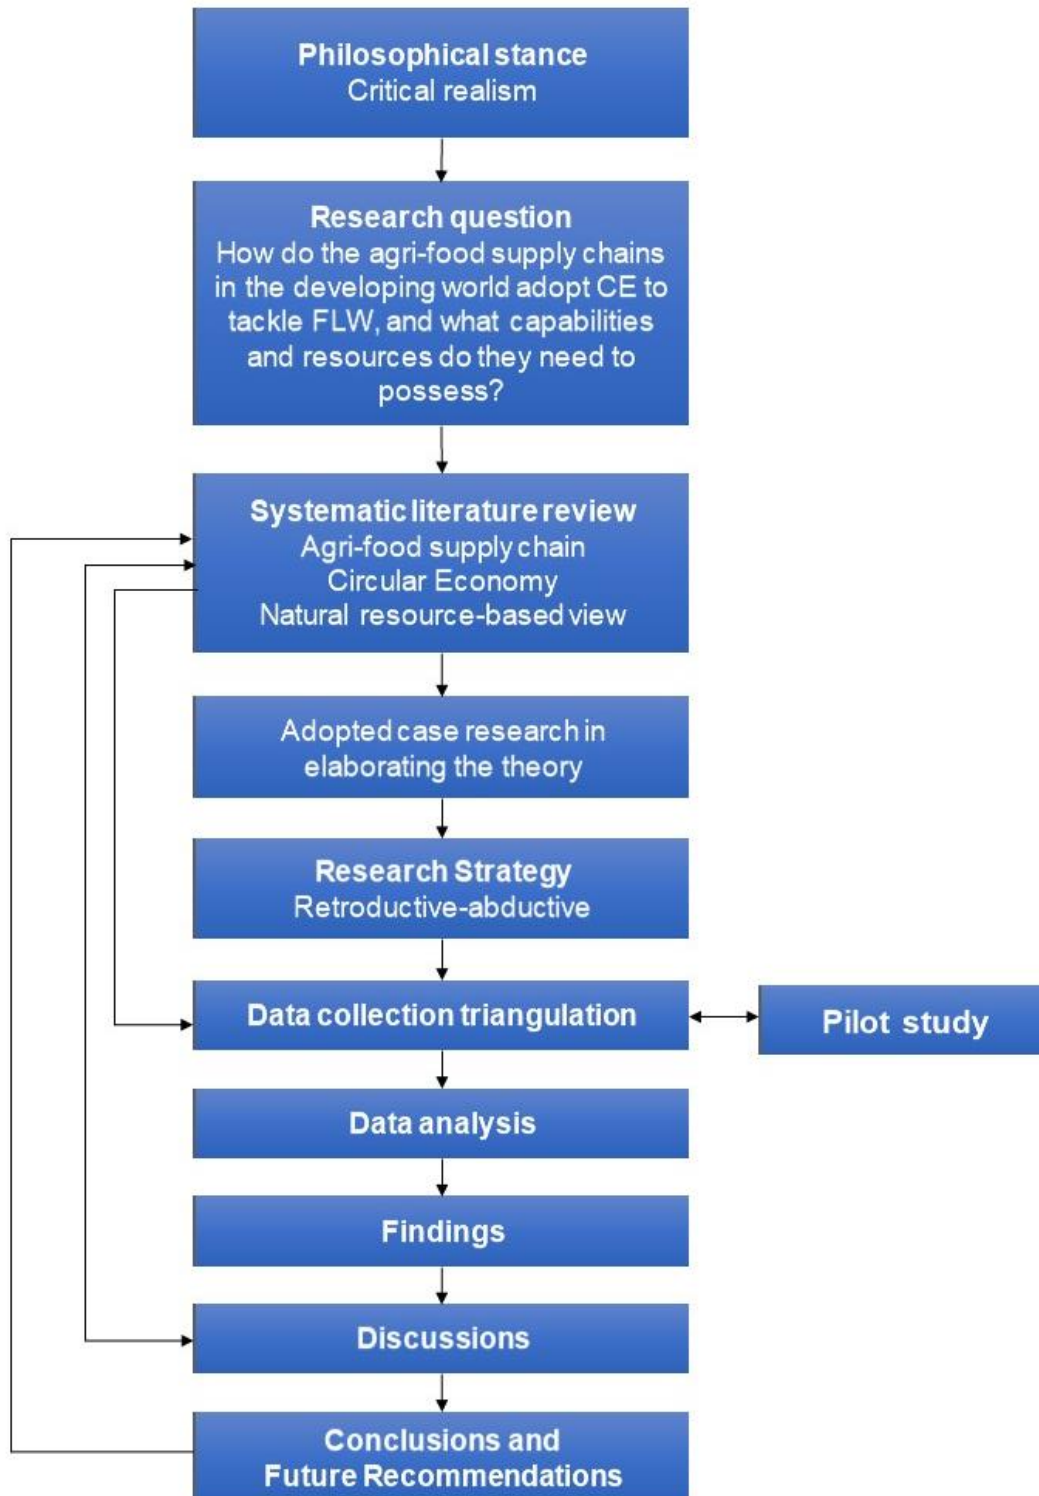 Philosophical stance
Critical realism
Research question
How do the agri-food supply chains
in the developing world adopt CE to
tackle FLW, and what capabilities
and resources do they need to
possess?
Systematic literature review
Agri-food supply chain
Circular Economy
Natural resource-based view
Adopted case research in
elaborating the theory
Research Strategy
Retroductive-abductive
Data collection triangulation
Pilot study
Data analysis
Findings
Discussions
Conclusions and
Future Recommendations